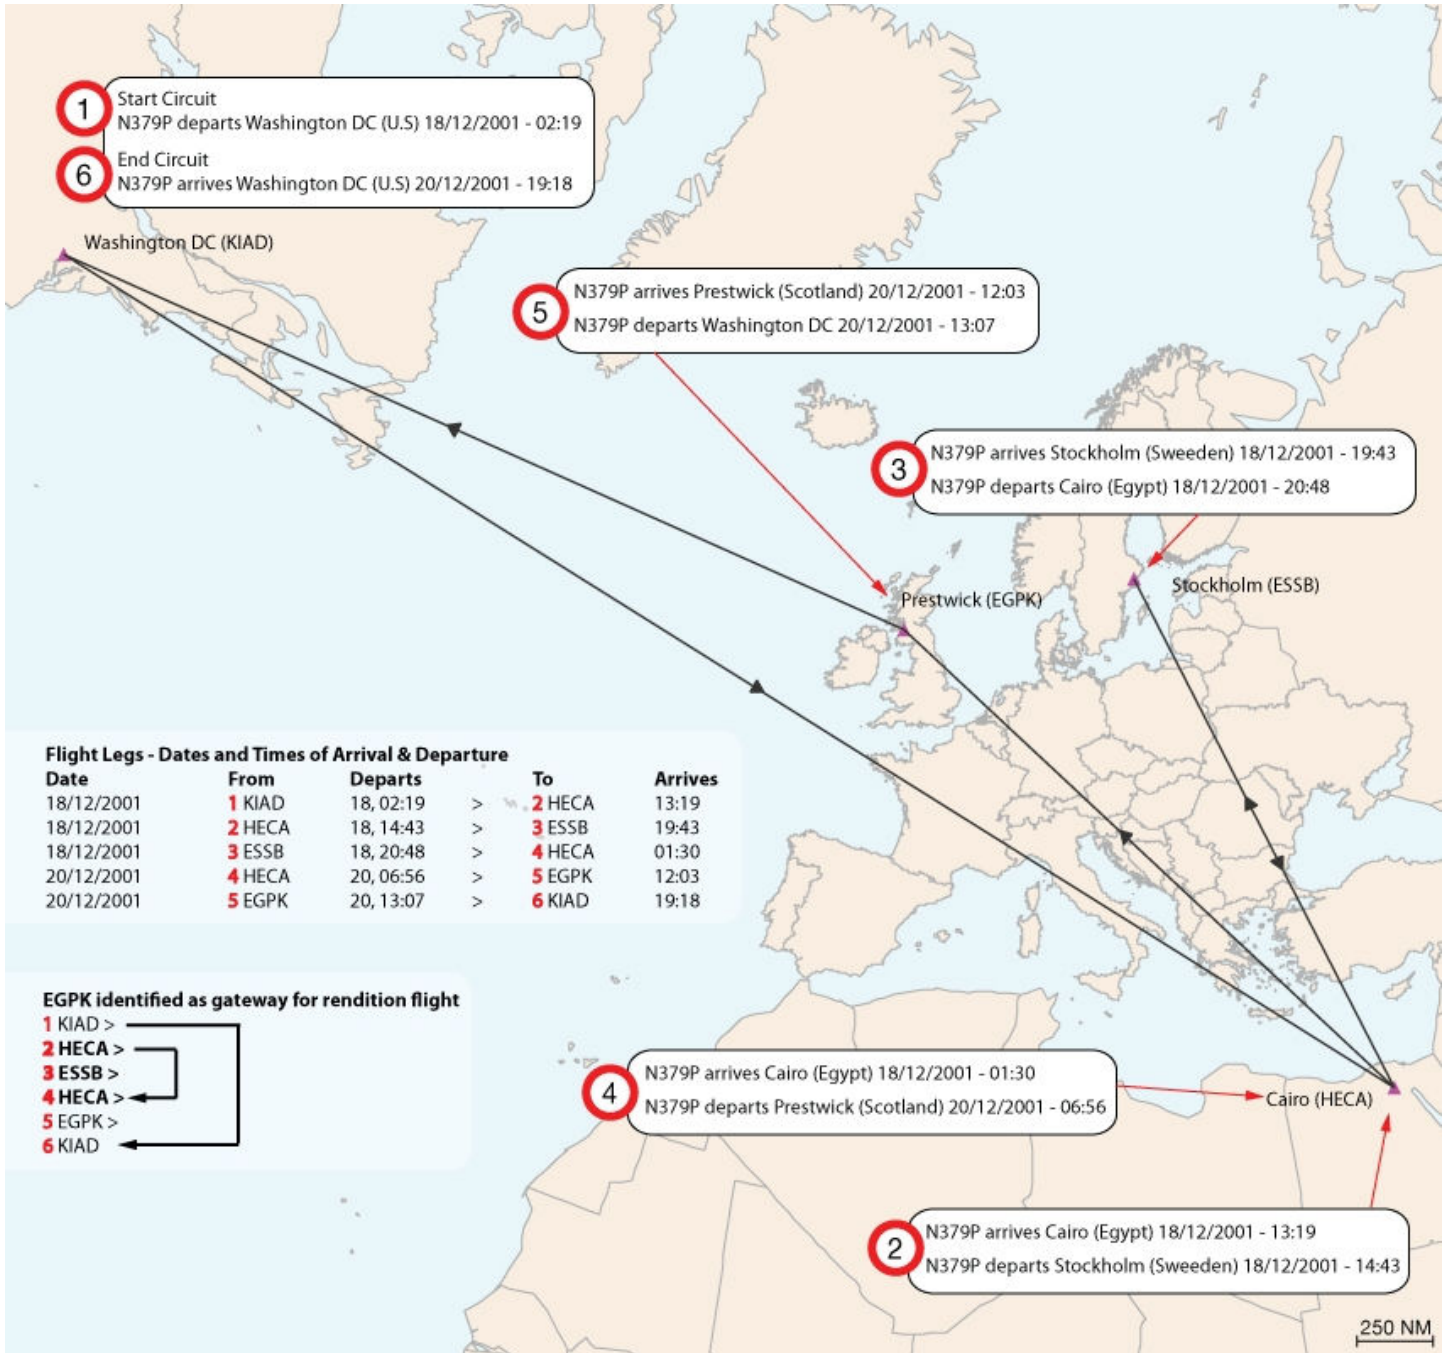 1
Start Circuit
N379P departs Washington DC (U.S) 18/12/2001 - 02:19
6
End Circuit
N379P arrives Washington DC (U.S) 20/12/2001 - 19:18
Washington DC (KIAD)
5
N379P arrives Prestwick (Scotland) 20/12/2001 - 12:03
N379P departs Washington DC 20/12/2001 - 13:07
3
N379P arrives Stockholm (Sweeden) 18/12/2001 - 19:43
N379P departs Cairo (Egypt) 18/12/2001 - 20:48
Stockholm (ESSB)
Prestwick (EGPK)
Flight Legs - Dates and Times of Arrival & Departure
Date From Departs To Arrives
18/12/2001 1 KIAD 18, 02:19 > 2 HECA 13:19
18/12/2001 2 HECA 18, 14:43 > 3 ESSB 19:43
18/12/2001 3 ESSB 18, 20:48 > 4 HECA 01:30
20/12/2001 4 HECA 20, 06:56 > 5 EGPK 12:03
20/12/2001 5 EGPK 20, 13:07 > 6 KIAD 19:18
EGPK identified as gateway for rendition flight
1 KIAD >
2 HECA >
3 ESSB >
4 HECA >
5 EGPK >
6 KIAD
4
N379P arrives Cairo (Egypt) 18/12/2001 - 01:30
N379P departs Prestwick (Scotland) 20/12/2001 - 06:56
Cairo (HECA)
2
N379P arrives Cairo (Egypt) 18/12/2001 - 13:19
N379P departs Stockholm (Sweeden) 18/12/2001 - 14:43
250 NM